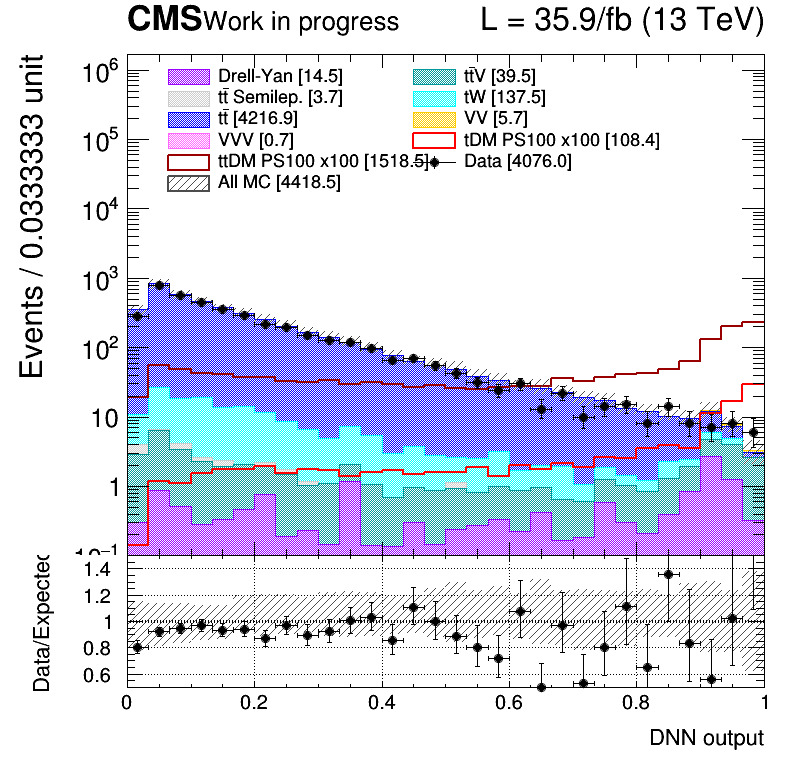 CMS Work in progress L = 35.9/fb (13 TeV)
Events / 0.0333333 unit
10⁶
10⁵
10⁴
10³
10²
10
1
10⁻¹
Drell-Yan [14.5] tt̄V [39.5]
tt̄ Semilep. [3.7] tW [137.5]
tt̄ [4216.9] VV [5.7]
VVV [0.7] tDM PS100 x100 [108.4]
ttDM PS100 x100 [1518.5] Data [4076.0]
All MC [4418.5]
Data/Expected
1.4
1.2
1
0.8
0.6
0 0.2 0.4 0.6 0.8 1
DNN output